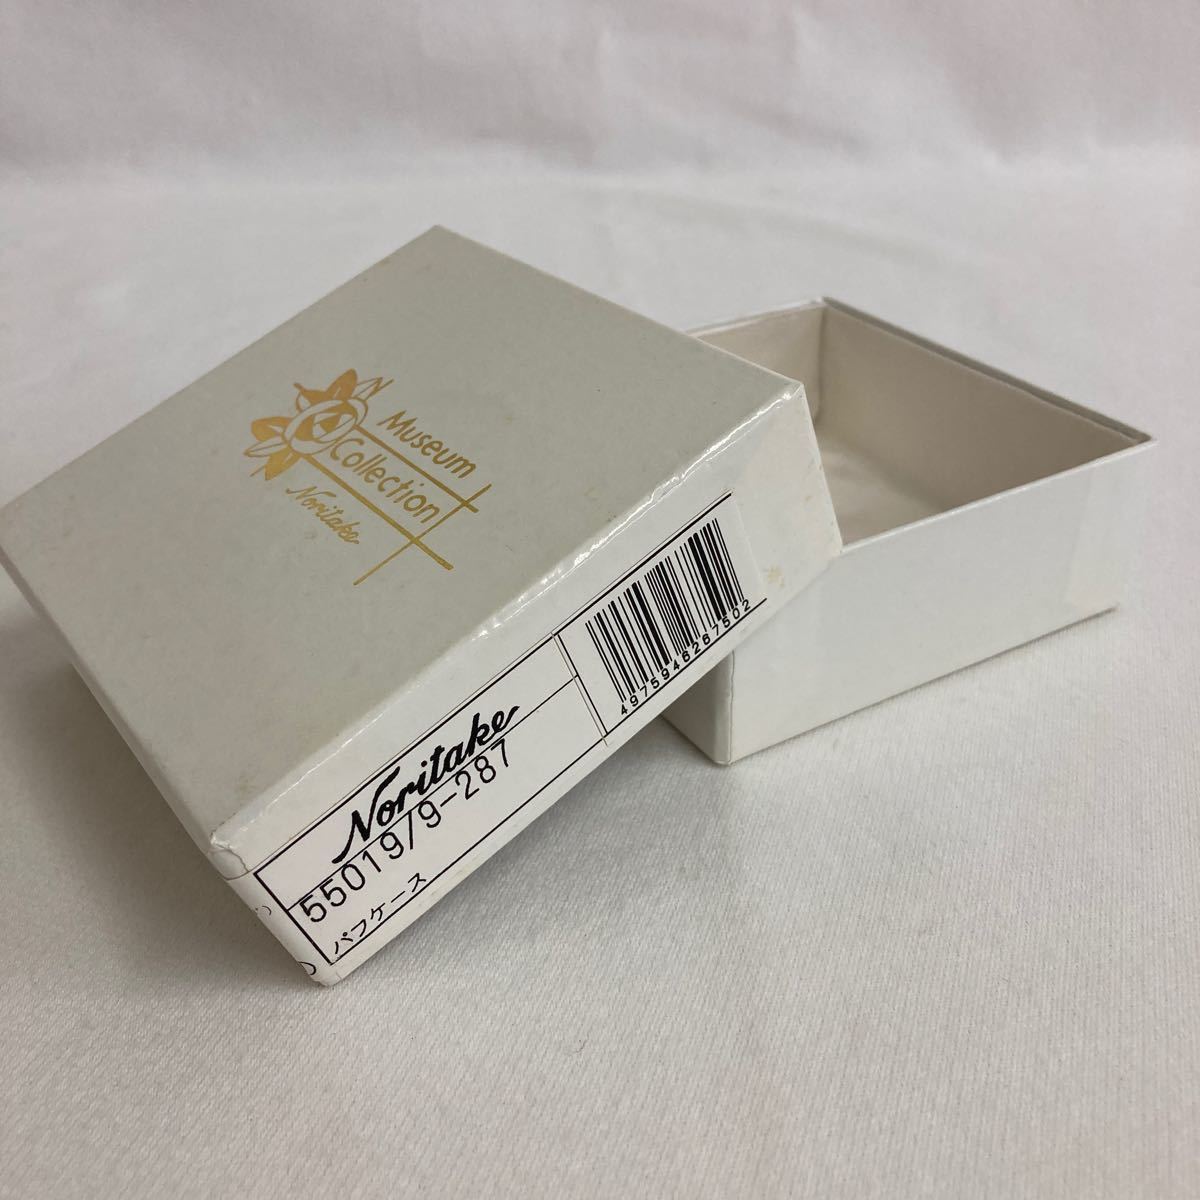 Museum
Collection
Noritake
Noritake
55019/9-287
パフケース
4975946267502